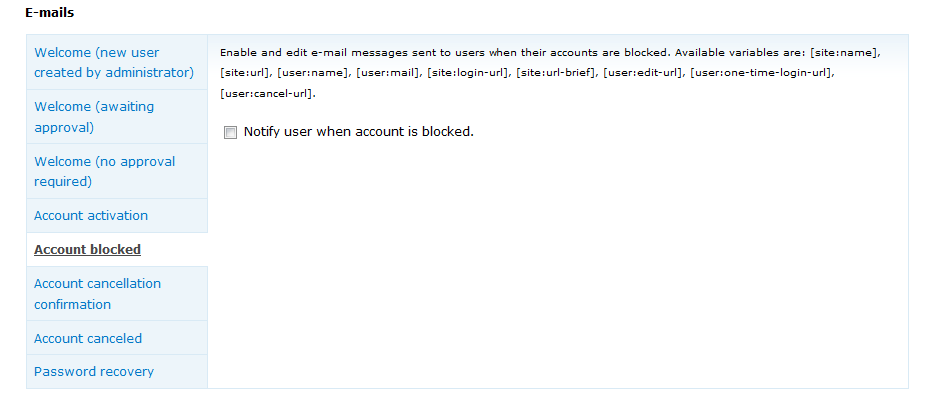 E-mails
Welcome (new user
created by administrator)
Welcome (awaiting
approval)
Welcome (no approval
required)
Account activation
Account blocked
Account cancellation
confirmation
Account canceled
Password recovery
Enable and edit e-mail messages sent to users when their accounts are blocked. Available variables are: [site:name],
[site:url], [user:name], [user:mail], [site:login-url], [site:url-brief], [user:edit-url], [user:one-time-login-url],
[user:cancel-url].
Notify user when account is blocked.